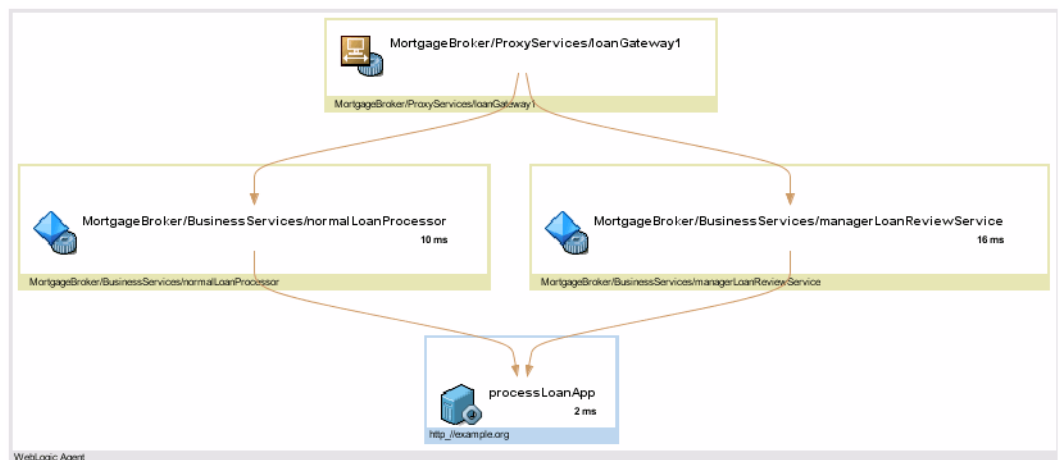 MortgageBroker/ProxyServices/loanGateway1
MortgageBroker/ProxyServices/loanGateway1
MortgageBroker/BusinessServices/normalLoanProcessor
10 ms
MortgageBroker/BusinessServices/normalLoanProcessor
MortgageBroker/BusinessServices/managerLoanReviewService
16 ms
MortgageBroker/BusinessServices/managerLoanReviewService
processLoanApp
2 ms
http_//example.org
WebLogic Agent